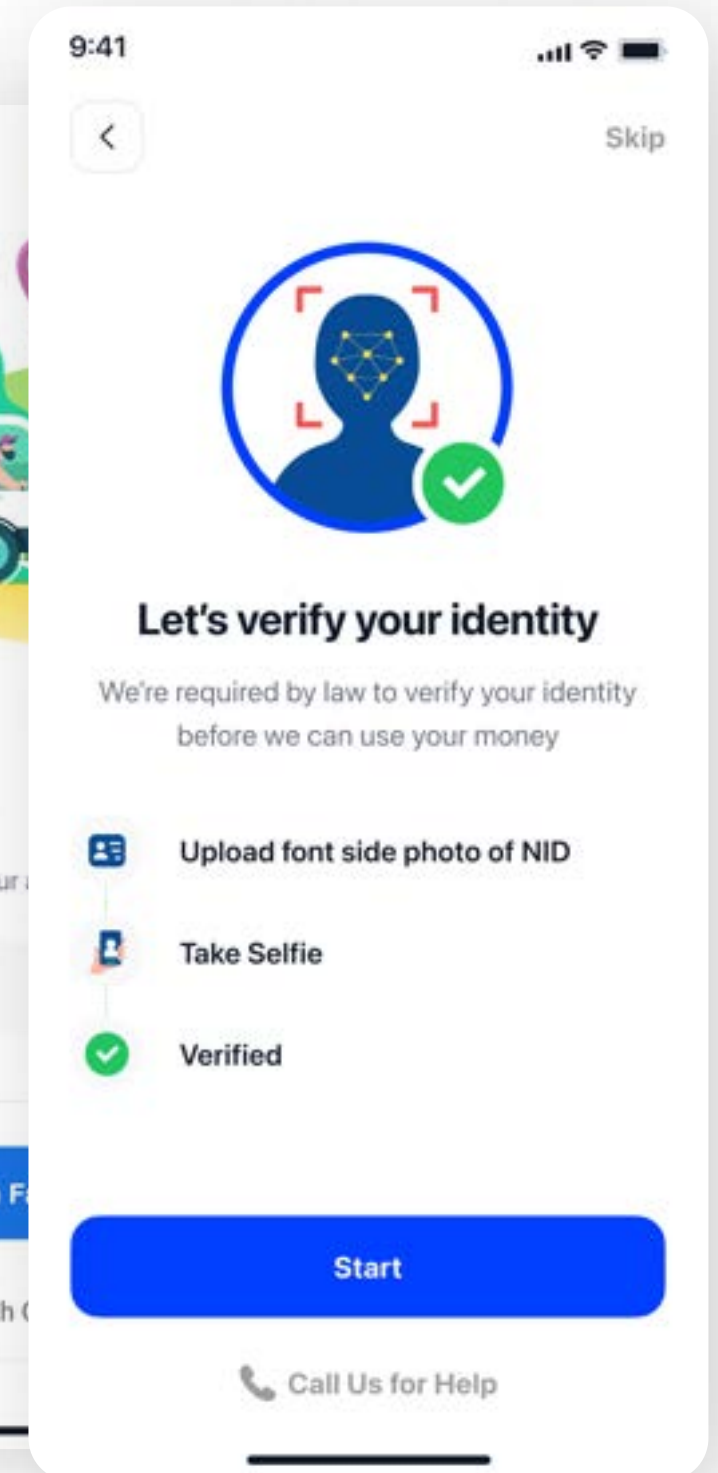 9:41
Skip
Let's verify your identity
We're required by law to verify your identity
before we can use your money
Upload font side photo of NID
Take Selfie
Verified
Start
Call Us for Help